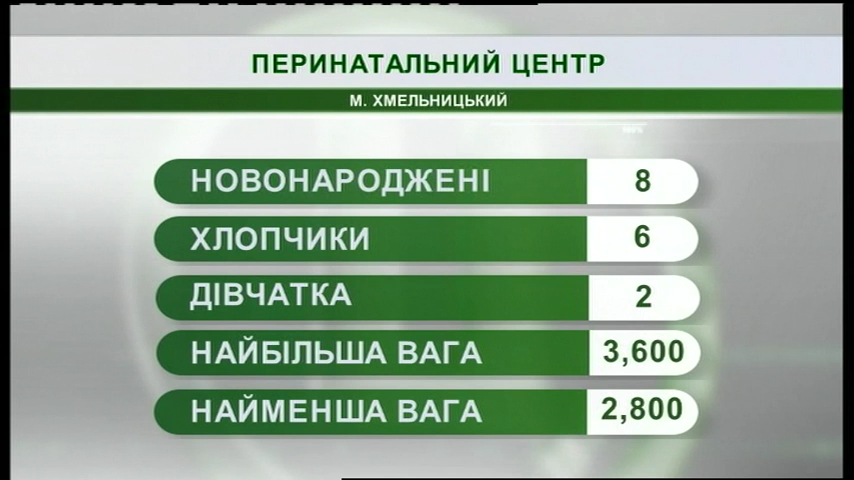 ПЕРИНАТАЛЬНИЙ ЦЕНТР
М. ХМЕЛЬНИЦЬКИЙ
НОВОНАРОДЖЕНІ 8
ХЛОПЧИКИ 6
ДІВЧАТКА 2
НАЙБІЛЬША ВАГА 3,600
НАЙМЕНША ВАГА 2,800